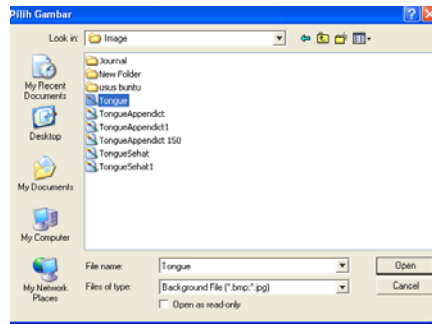 Pilih Gambar
Look in: Image
Journal
New Folder
usus buntu
Tongue
TongueAppendict
TongueAppendict1
TongueAppendict 150
TongueSehat
TongueSehat1
My Recent Documents
Desktop
My Documents
My Computer
My Network Places
File name: Tongue Open
Files of type: Background File (*.bmp;*.jpg) Cancel
Open as read-only